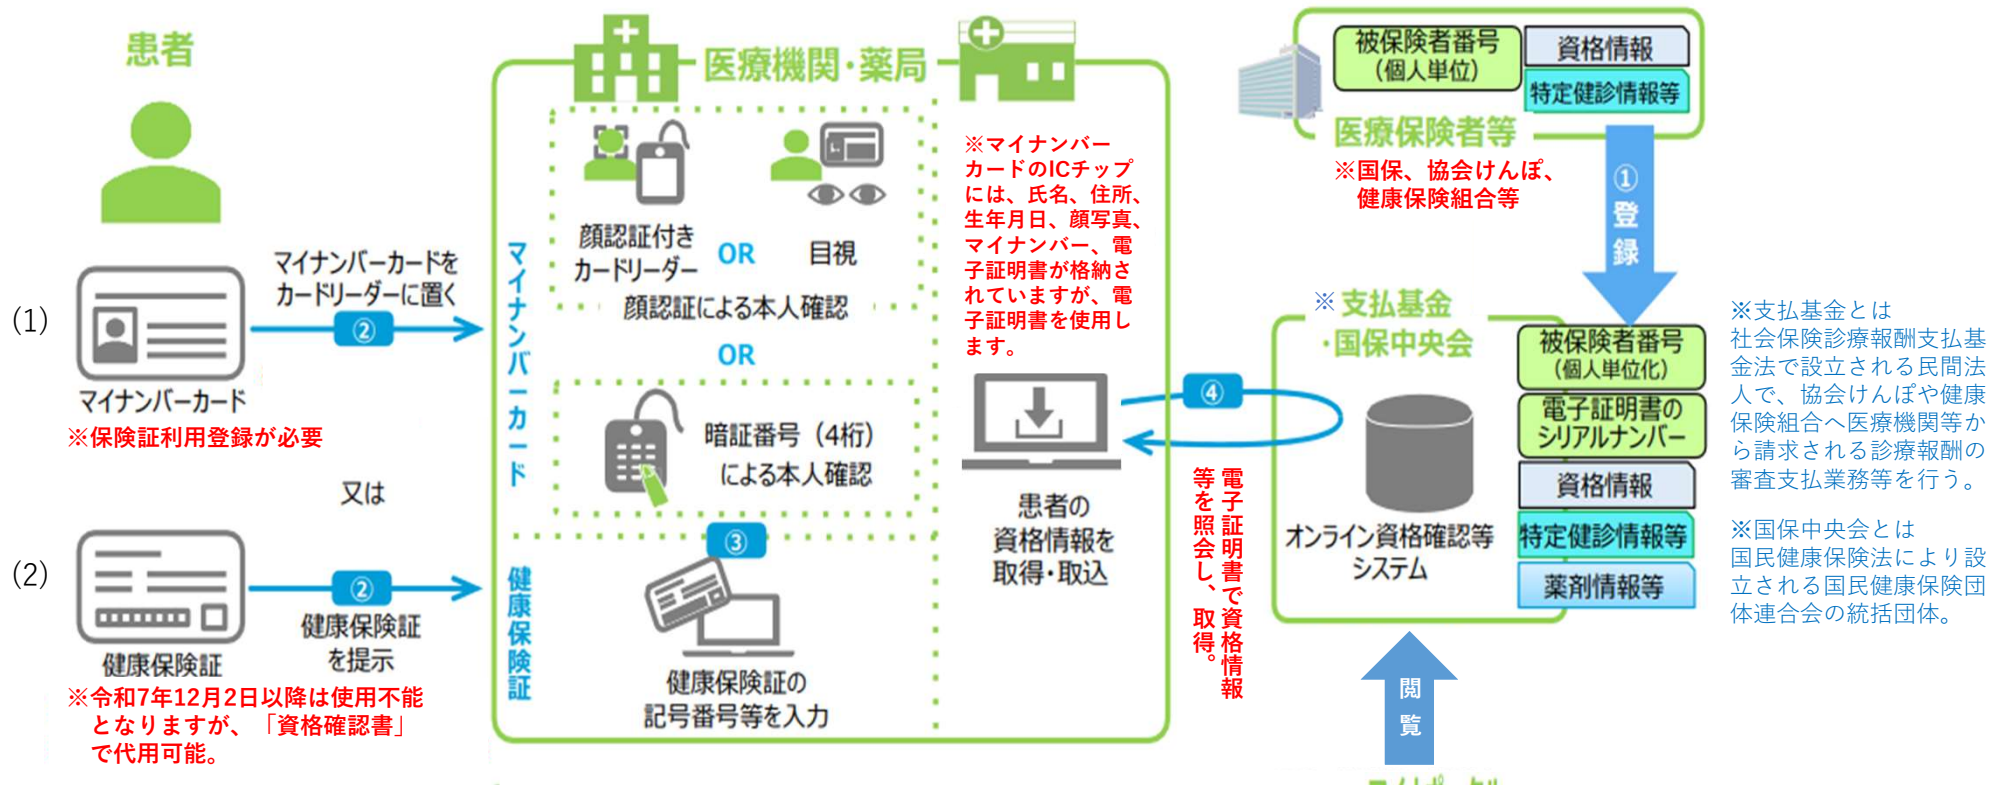 患者
(1)
マイナンバーカード
※保険証利用登録が必要
マイナンバーカードを
カードリーダーに置く
②
又は
(2)
健康保険証
※令和7年12月2日以降は使用不能
となりますが、「資格確認書」
で代用可能。
②
健康保険証
を提示
医療機関・薬局
マイナンバーカード
顔認証付き
カードリーダー
OR
目視
顔認証による本人確認
OR
暗証番号（4桁）
による本人確認
③
健康保険証
健康保険証の
記号番号等を入力
※マイナンバー
カードのICチップ
には、氏名、住所、
生年月日、顔写真、
マイナンバー、電
子証明書が格納さ
れていますが、電
子証明書を使用し
ます。
患者の
資格情報を
取得・取込
④
電子証明書で資格情報
等を照会し、取得。
被保険者番号
（個人単位）
資格情報
特定健診情報等
医療保険者等
※国保、協会けんぽ、
健康保険組合等
①登録
※支払基金
・国保中央会
オンライン資格確認等
システム
被保険者番号
（個人単位化）
電子証明書の
シリアルナンバー
資格情報
特定健診情報等
薬剤情報等
閲覧
※支払基金とは
社会保険診療報酬支払基
金法で設立される民間法
人で、協会けんぽや健康
保険組合へ医療機関等か
ら請求される診療報酬の
審査支払業務等を行う。
※国保中央会とは
国民健康保険法により設
立される国民健康保険団
体連合会の統括団体。